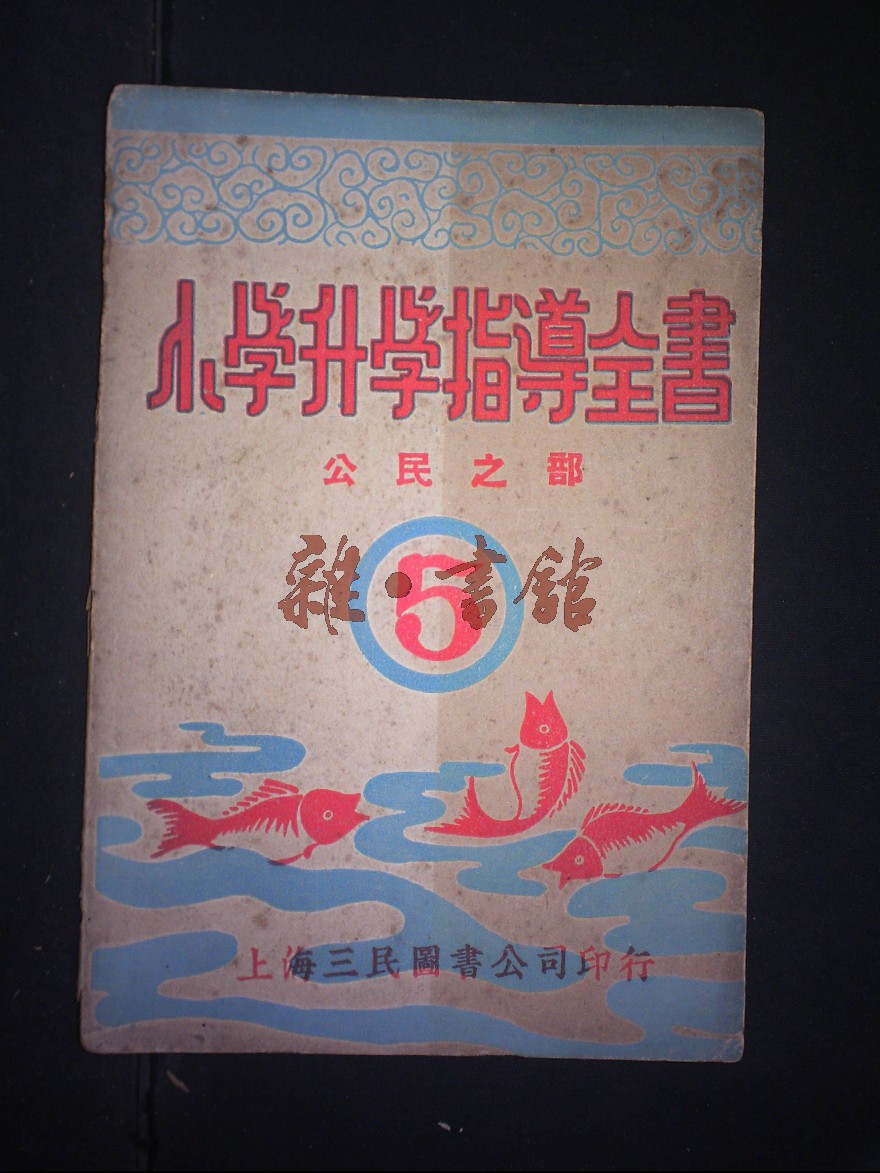 小學升學指導全書
公民之部
5
雜·書館
上海三民圖書公司印行